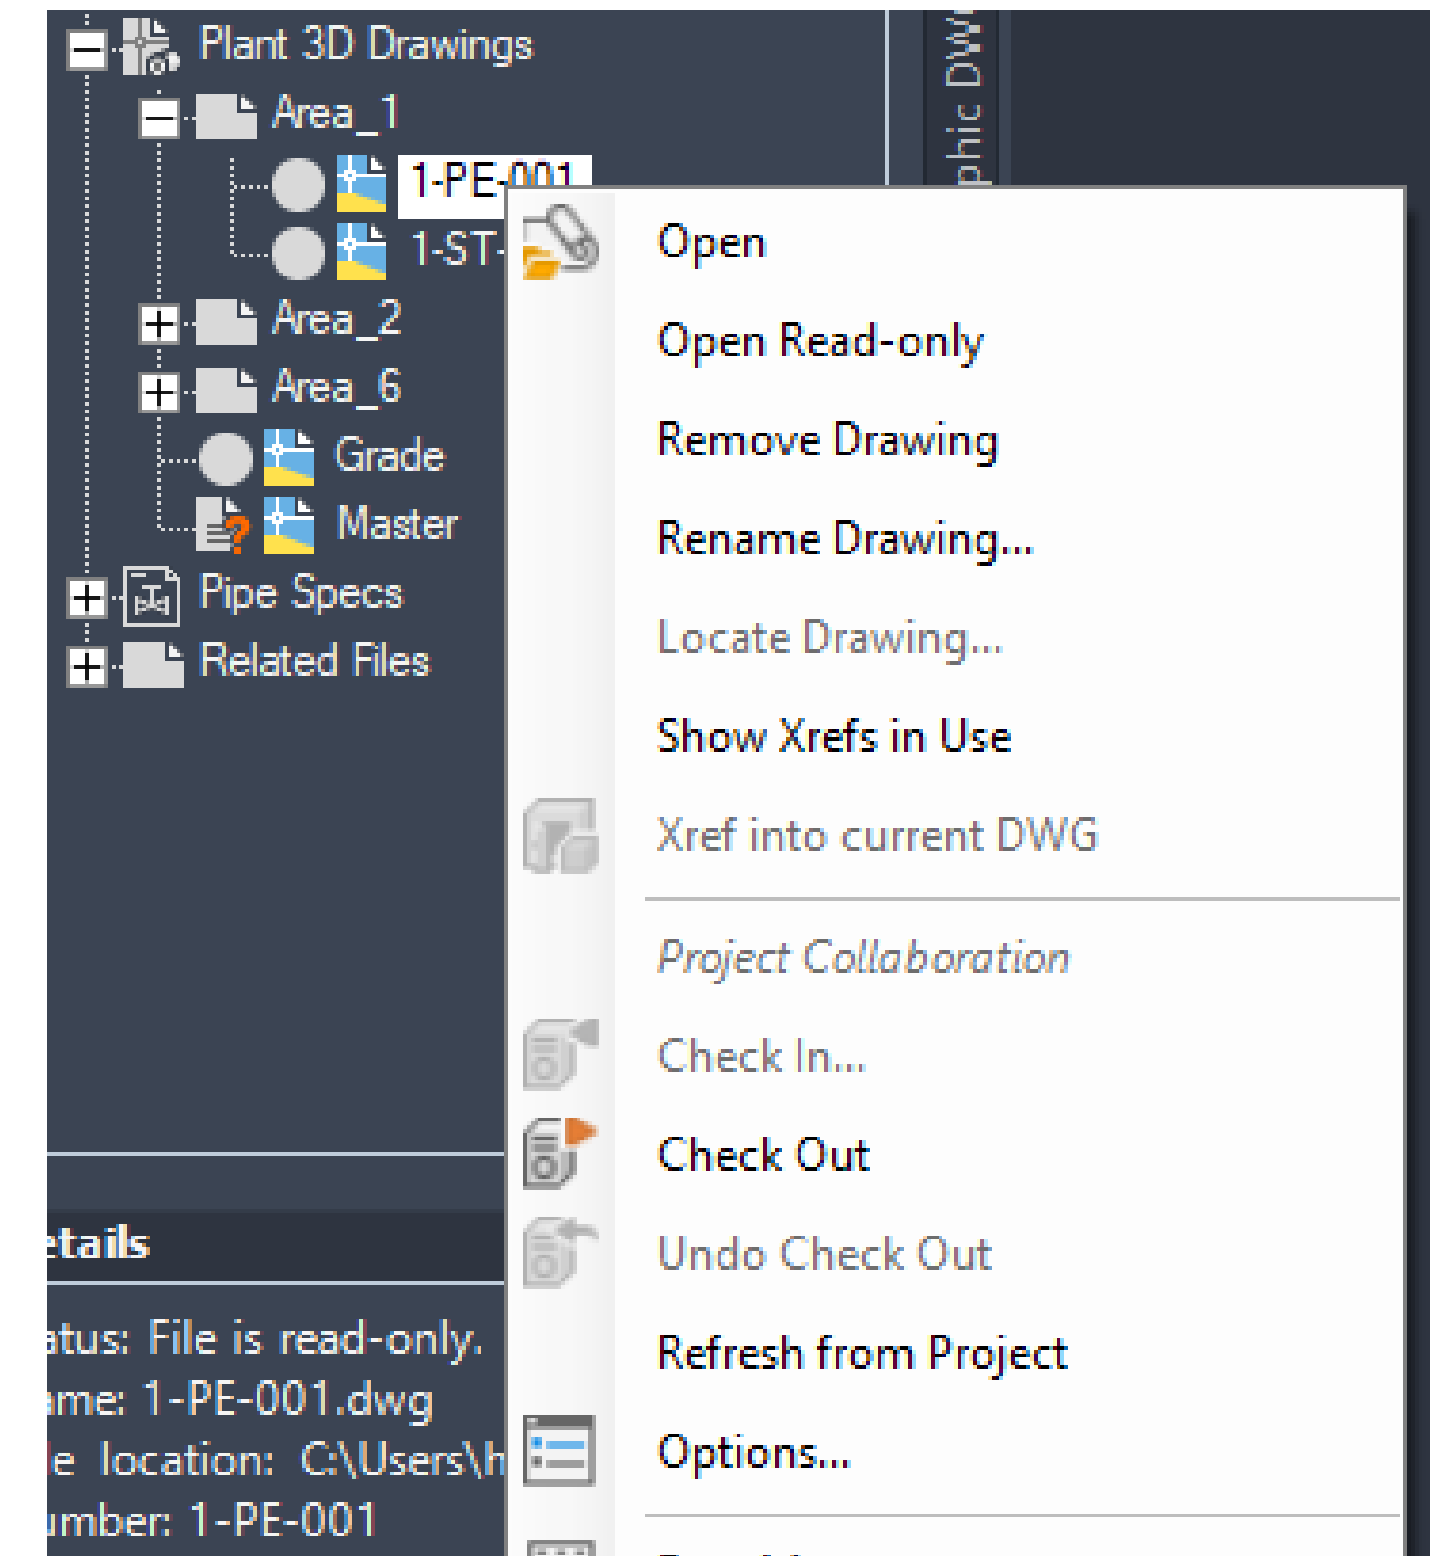 Plant 3D Drawings
Area_1
1-PE-001
1-ST-
Area_2
Area_6
Grade
Master
Pipe Specs
Related Files
phic DW
Open
Open Read-only
Remove Drawing
Rename Drawing...
Locate Drawing...
Show Xrefs in Use
Xref into current DWG
Project Collaboration
Check In...
Check Out
Undo Check Out
Refresh from Project
Options...
etails
atus: File is read-only.
ame: 1-PE-001.dwg
le location: C:\Users\h
umber: 1-PE-001